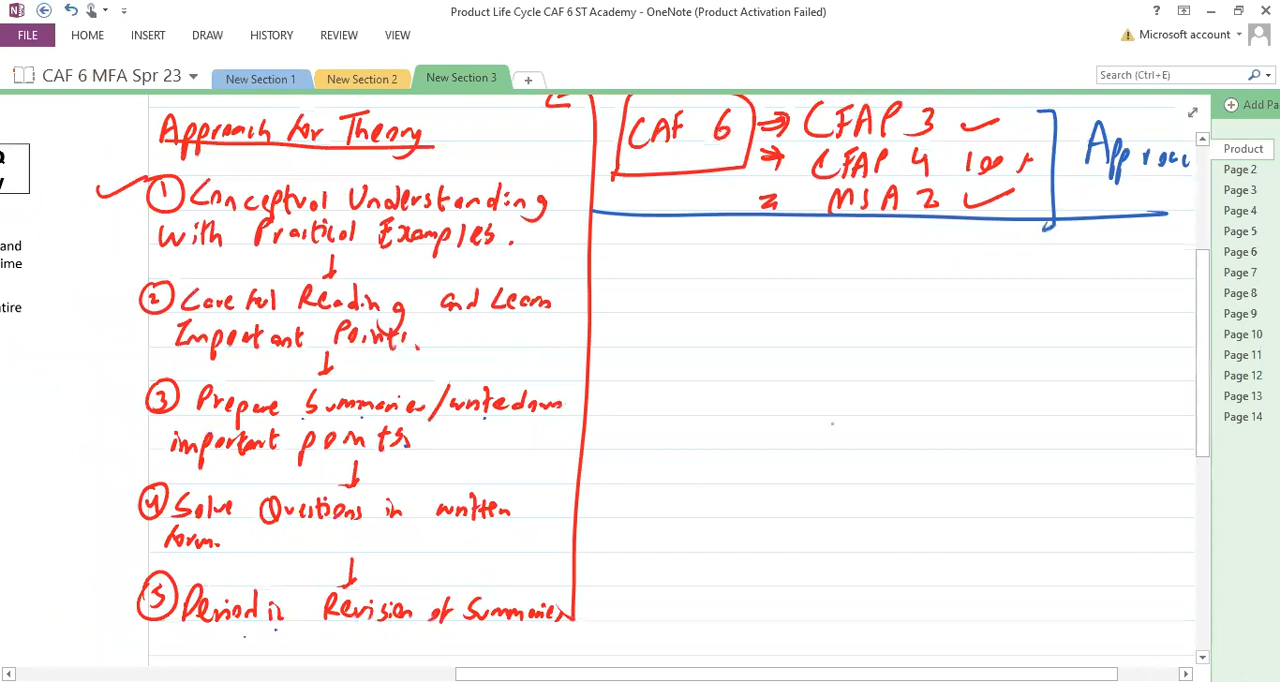 Product Life Cycle CAF 6 ST Academy - OneNote (Product Activation Failed)
FILE HOME INSERT DRAW HISTORY REVIEW VIEW
Microsoft account
CAF 6 MFA Spr 23
New Section 1 New Section 2 New Section 3
Search (Ctrl+E)
Add Pa
Product
Page 2
Page 3
Page 4
Page 5
Page 6
Page 7
Page 8
Page 9
Page 10
Page 11
Page 12
Page 13
Page 14
Q
y
and
ime
tire
Approach for Theory
① Conceptual Understanding
with Practical Examples.
↓
② Careful Reading and Learn
Important Points.
↓
③ Prepare Summaries/writedown
important points
↓
④ Solve Questions in written
form.
↓
⑤ Periodic Revision of Summaries
CAF 6 ⇒ CFAP 3 ✓
⇒ CFAP 4
= MSA 2 ✓
Approac